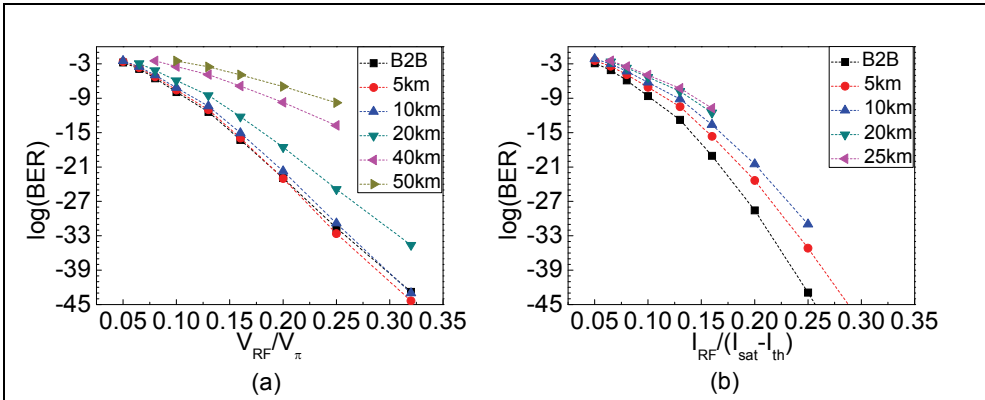 log(BER)
-3
-9
-15
-21
-27
-33
-39
-45
0.05 0.10 0.15 0.20 0.25 0.30 0.35
V_RF/V_π
B2B
5km
10km
20km
40km
50km
(a)
log(BER)
-3
-9
-15
-21
-27
-33
-39
-45
0.05 0.10 0.15 0.20 0.25 0.30 0.35
I_RF/(I_sat-I_th)
B2B
5km
10km
20km
25km
(b)